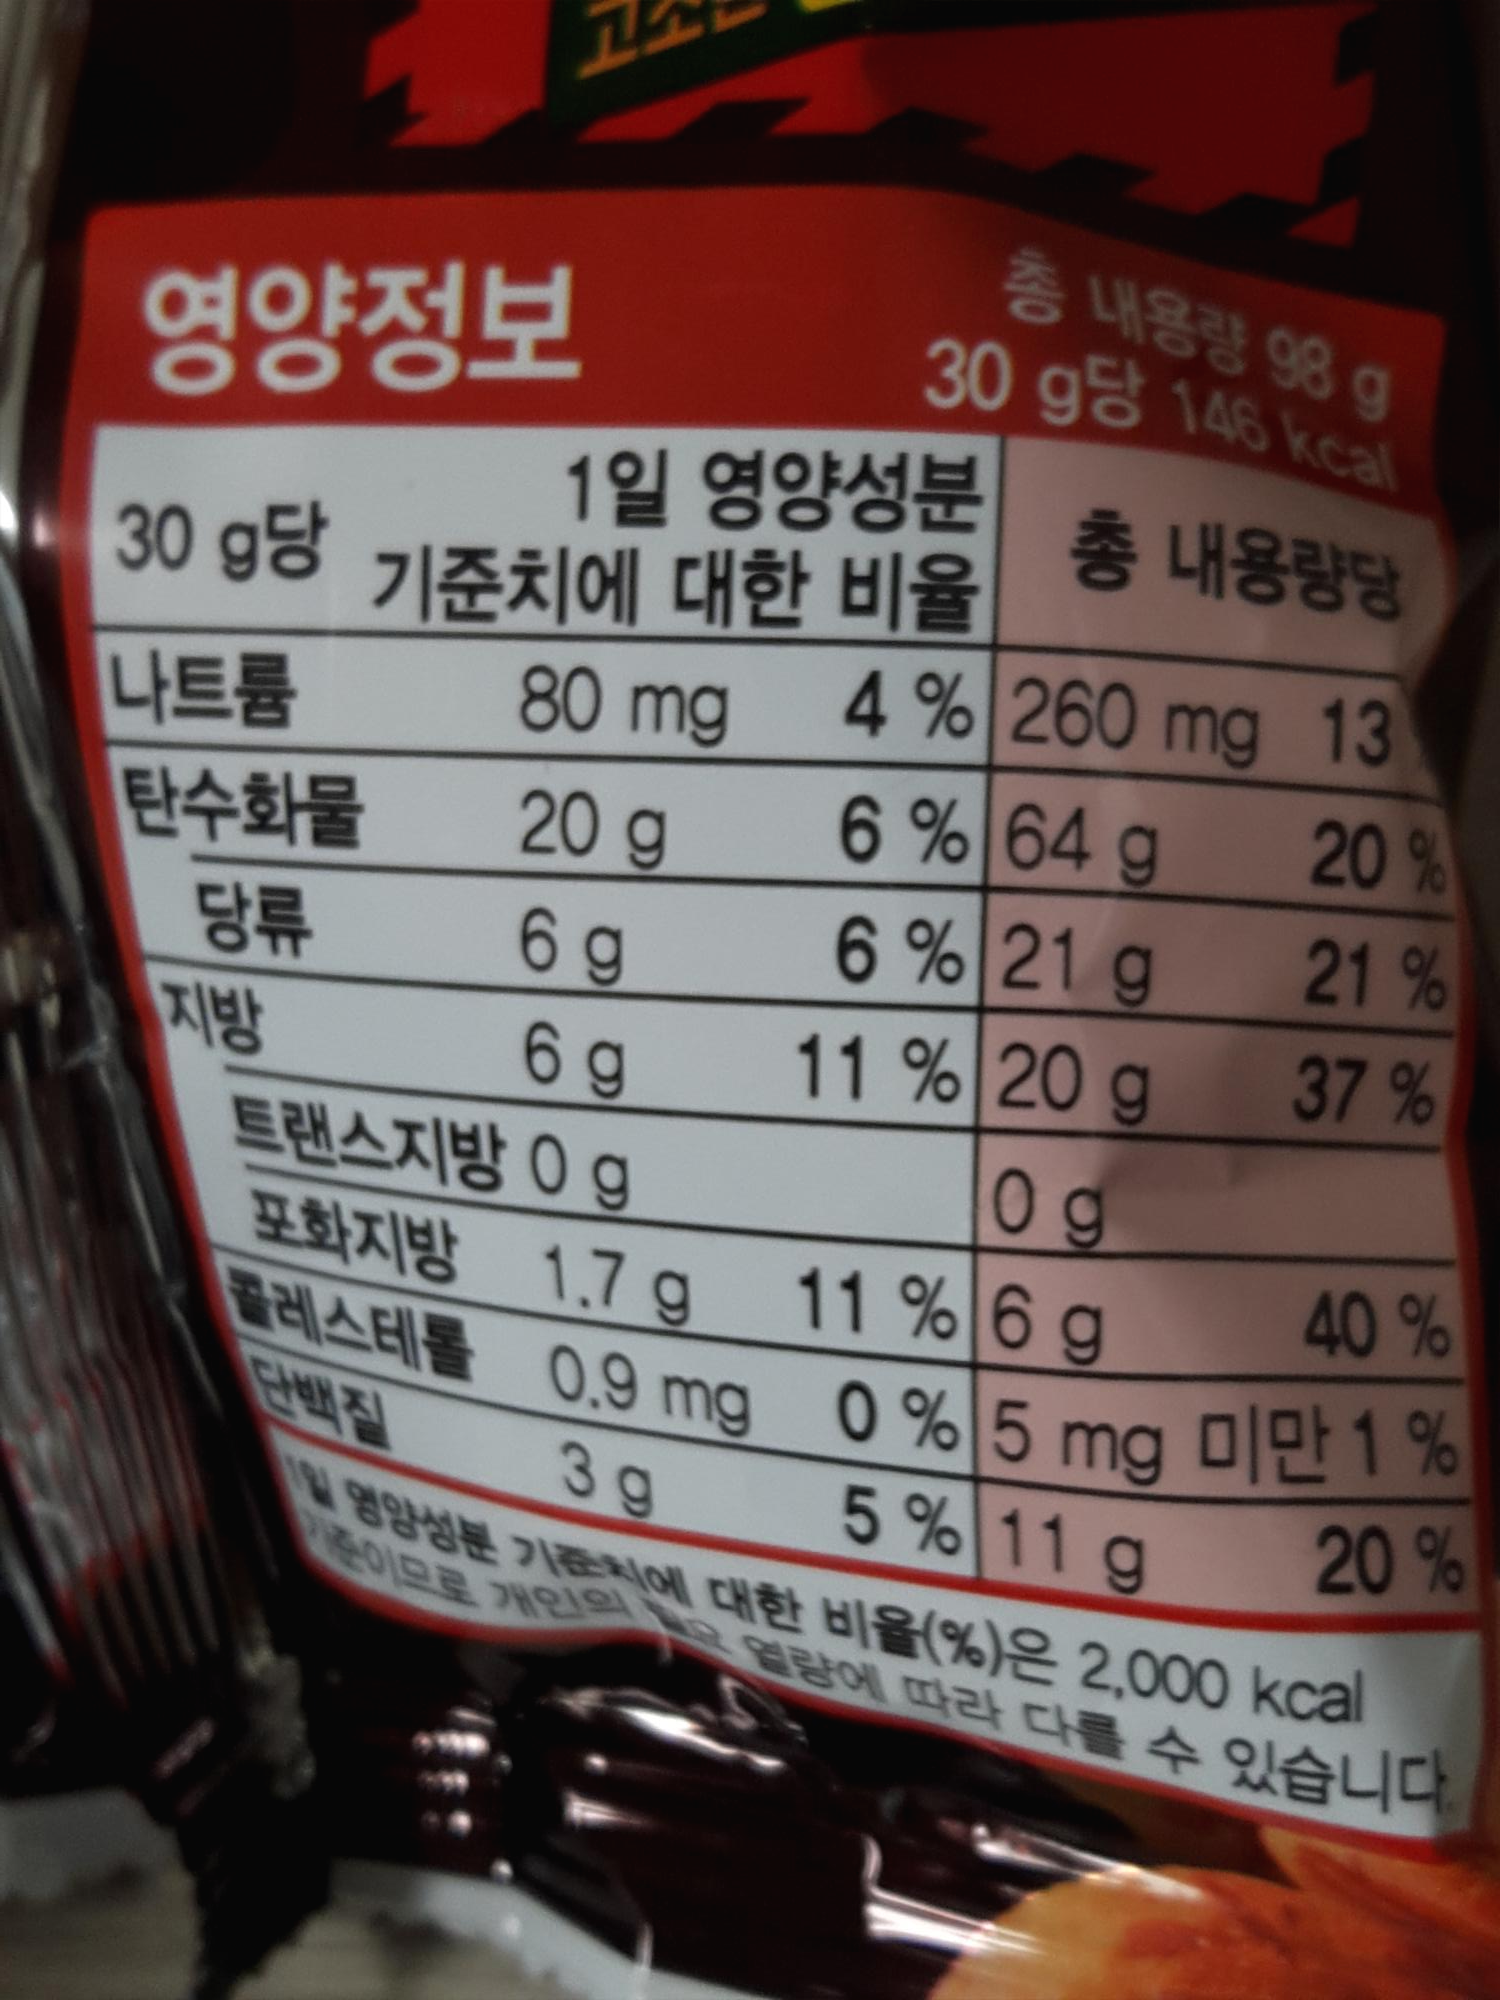 고소한
영양정보
총 내용량 98 g
30 g당 146 kcal
30 g당 1일 영양성분 기준치에 대한 비율 총 내용량당
나트륨 80 mg 4 % 260 mg 13
탄수화물 20 g 6 % 64 g 20 %
당류 6 g 6 % 21 g 21 %
지방 6 g 11 % 20 g 37 %
트랜스지방 0 g 0 g
포화지방 1.7 g 11 % 6 g 40 %
콜레스테롤 0.9 mg 0 % 5 mg 미만 1 %
단백질 3 g 5 % 11 g 20 %
1일 영양성분 기준치에 대한 비율(%)은 2,000 kcal
기준이므로 개인의 필요 열량에 따라 다를 수 있습니다.